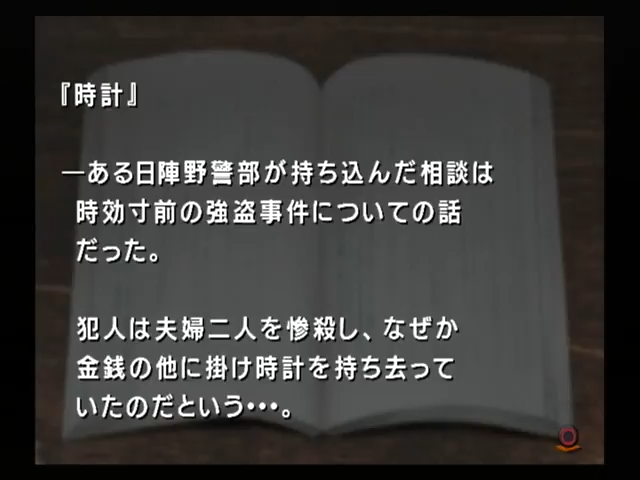 『時計』
―ある日陣野警部が持ち込んだ相談は
時効寸前の強盗事件についての話
だった。
犯人は夫婦二人を惨殺し、なぜか
金銭の他に掛け時計を持ち去って
いたのだという・・・。